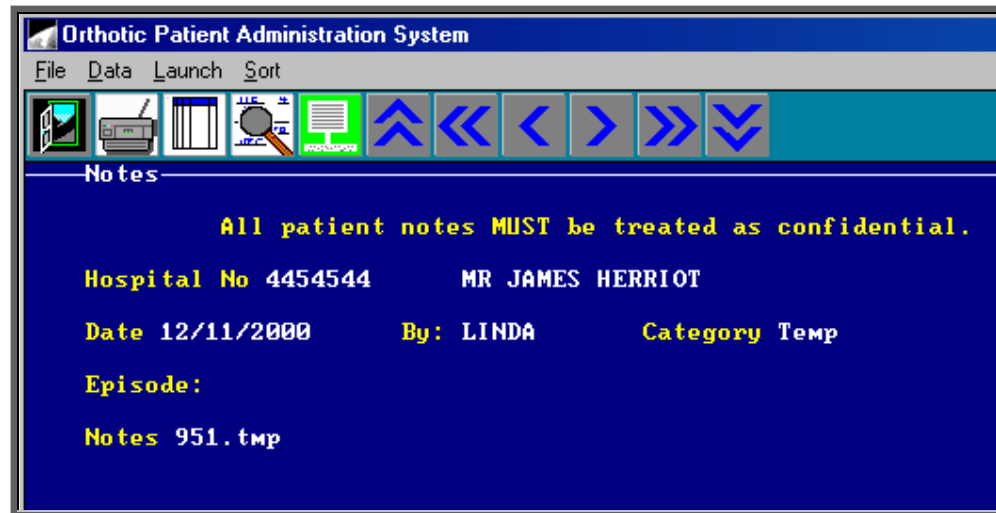 Orthotic Patient Administration System
File Data Launch Sort
Notes
All patient notes MUST be treated as confidential.
Hospital No 4454544 MR JAMES HERRIOT
Date 12/11/2000 By: LINDA Category Temp
Episode:
Notes 951.tmp